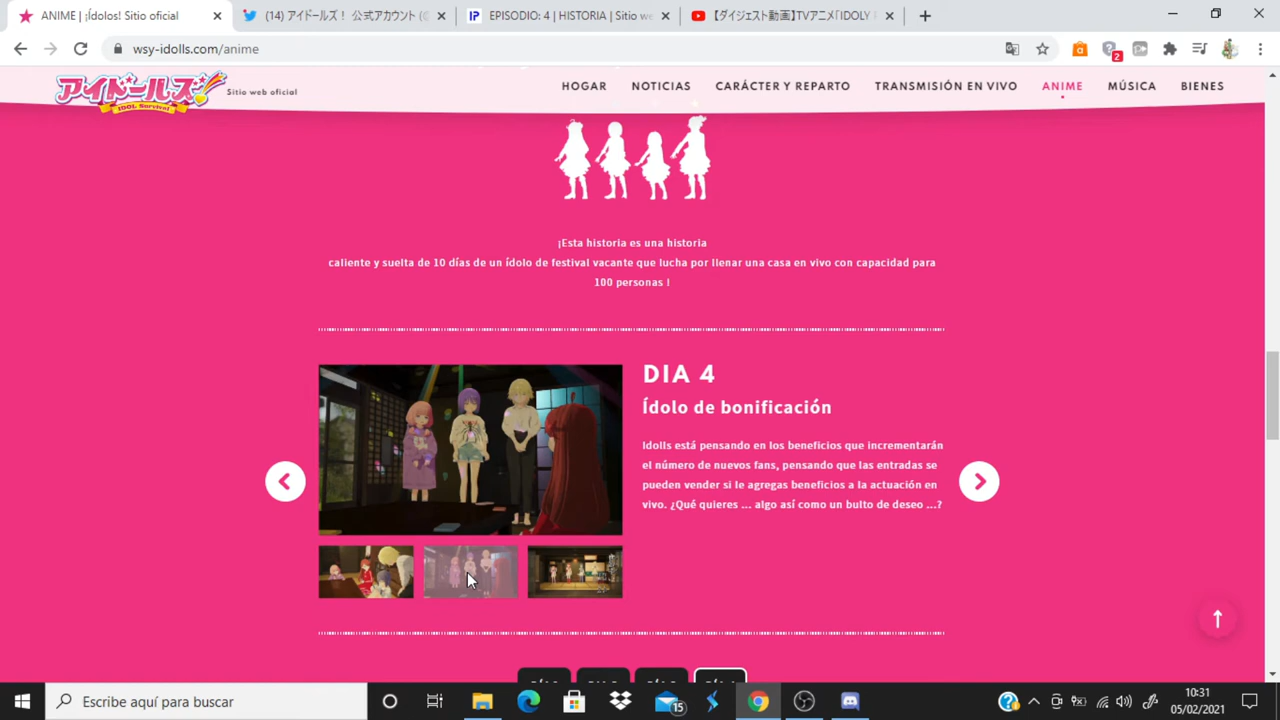 ANIME | ¡Ídolos! Sitio oficial
(14) アイドールズ！ 公式アカウント (
EPISODIO: 4 | HISTORIA | Sitio we
【ダイジェスト動画】TVアニメ「IDOLY P
wsy-idolls.com/anime
2
アイドールズ!
IDOL Survival
Sitio web oficial
HOGAR
NOTICIAS
CARÁCTER Y REPARTO
TRANSMISIÓN EN VIVO
ANIME
MÚSICA
BIENES
¡Esta historia es una historia
caliente y suelta de 10 días de un ídolo de festival vacante que lucha por llenar una casa en vivo con capacidad para
100 personas !
DIA 4
Ídolo de bonificación
Idolls está pensando en los beneficios que incrementarán
el número de nuevos fans, pensando que las entradas se
pueden vender si le agregas beneficios a la actuación en
vivo. ¿Qué quieres ... algo así como un bulto de deseo ...?
Escribe aquí para buscar
15
10:31
05/02/2021